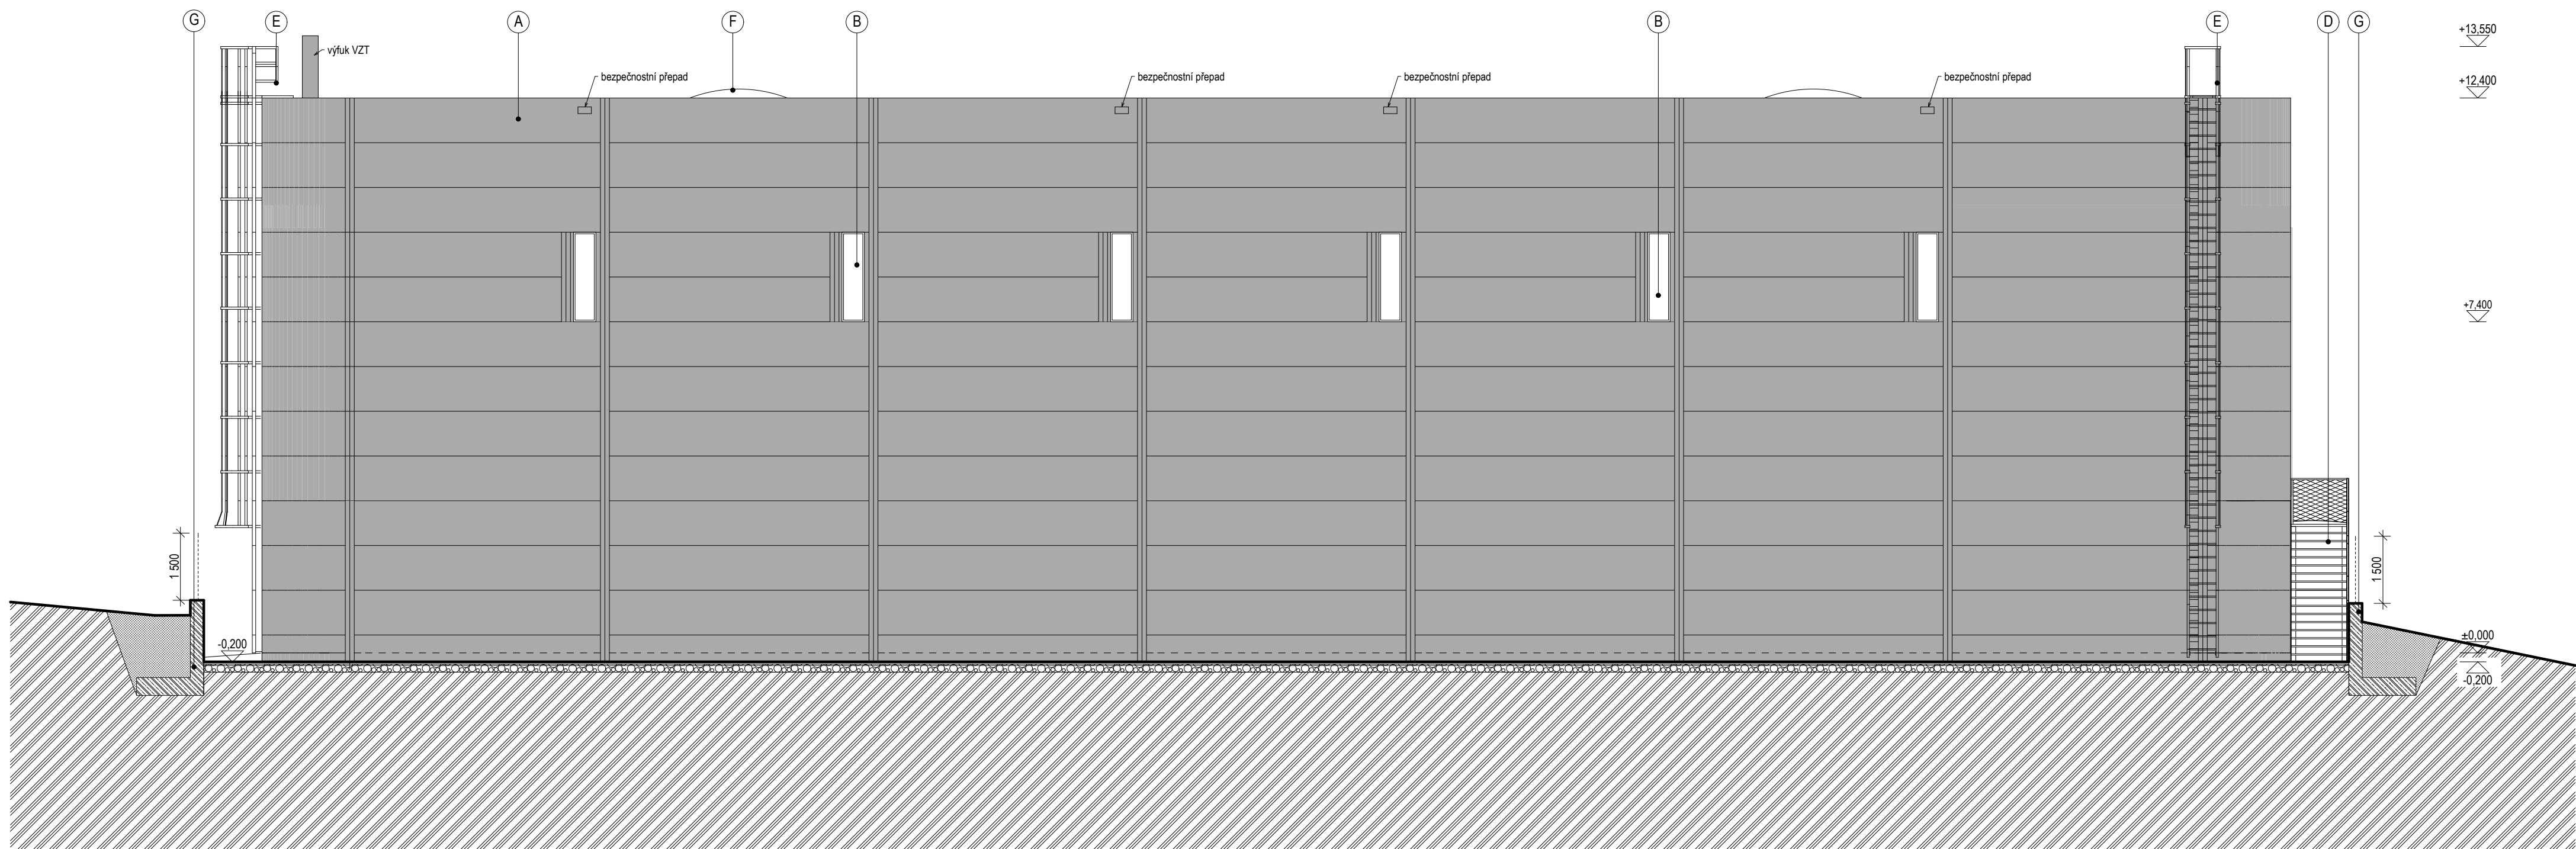 G E A F B B E D G
+13,550
výfuk VZT
bezpečnostní přepad bezpečnostní přepad bezpečnostní přepad bezpečnostní přepad
+12,400
+7,400
1 500
1 500
-0,200
±0,000
-0,200